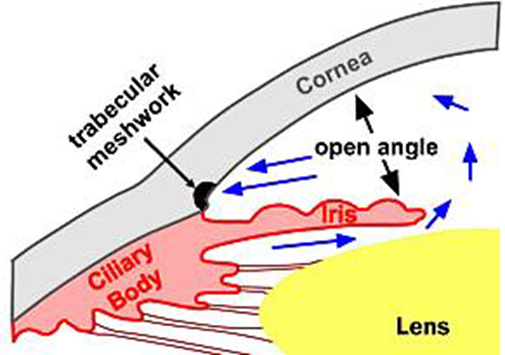 Cornea
trabecular
meshwork
open angle
Iris
Ciliary
Body
Lens